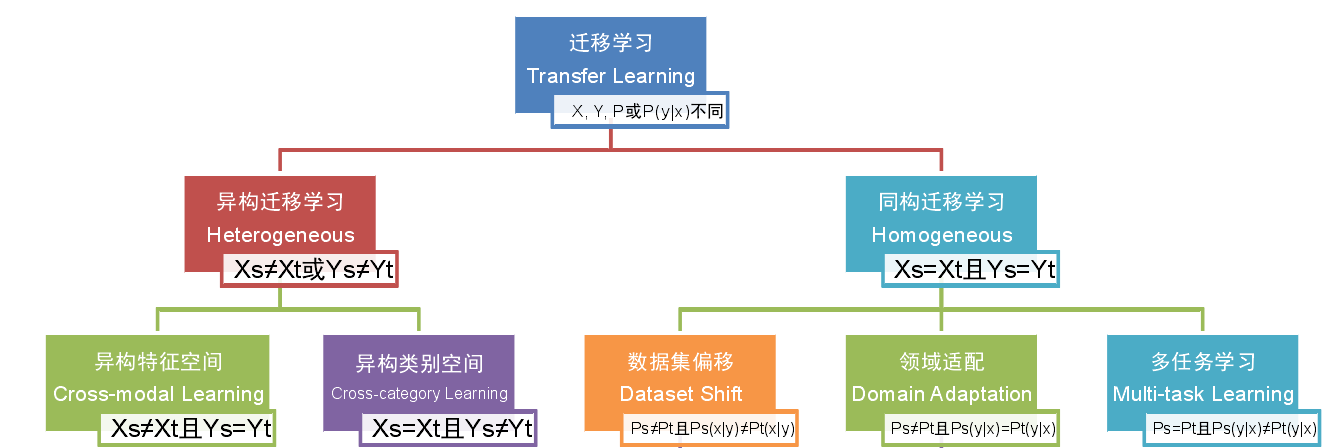 迁移学习
Transfer Learning
X, Y, P或P(y|x)不同
异构迁移学习
Heterogeneous
Xs≠Xt或Ys≠Yt
同构迁移学习
Homogeneous
Xs=Xt且Ys=Yt
异构特征空间
Cross-modal Learning
Xs≠Xt且Ys=Yt
异构类别空间
Cross-category Learning
Xs=Xt且Ys≠Yt
数据集偏移
Dataset Shift
Ps≠Pt且Ps(x|y)≠Pt(x|y)
领域适配
Domain Adaptation
Ps≠Pt且Ps(y|x)=Pt(y|x)
多任务学习
Multi-task Learning
Ps=Pt且Ps(y|x)≠Pt(y|x)